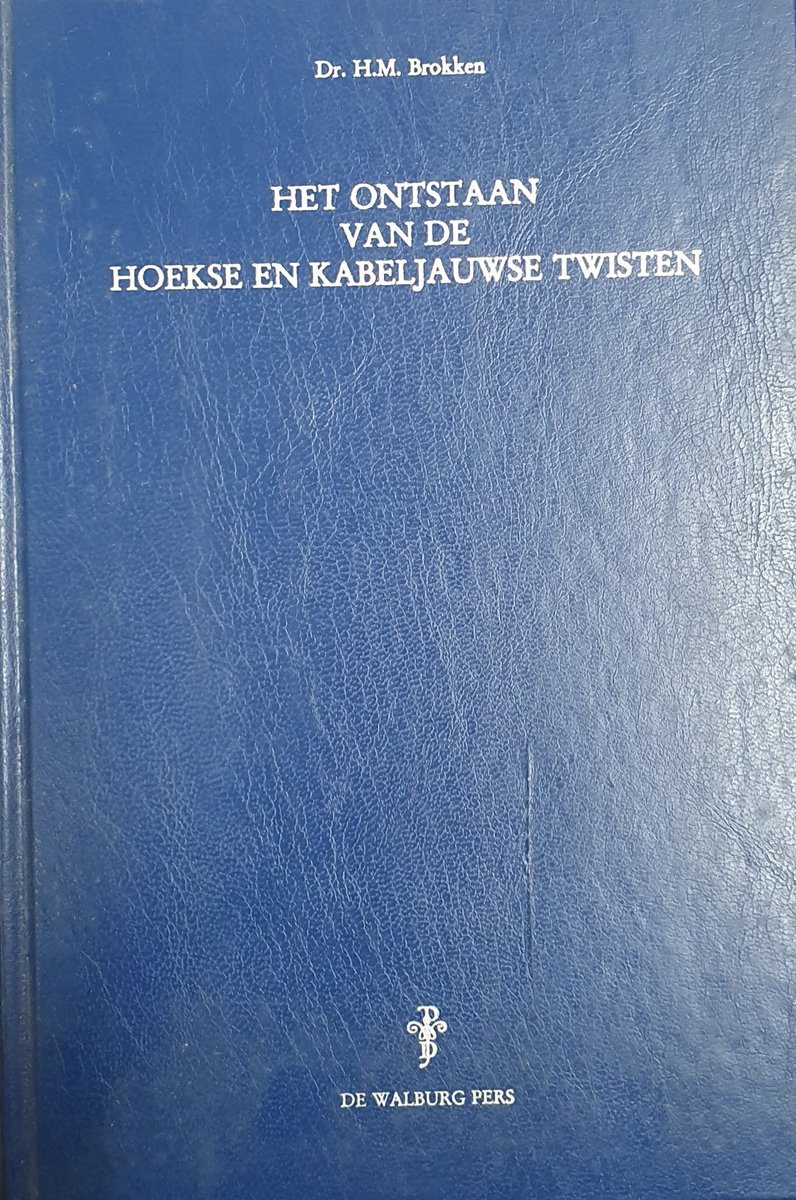 Dr. H.M. Brokken
HET ONTSTAAN
VAN DE
HOEKSE EN KABELJAUWSE TWISTEN
DE WALBURG PERS